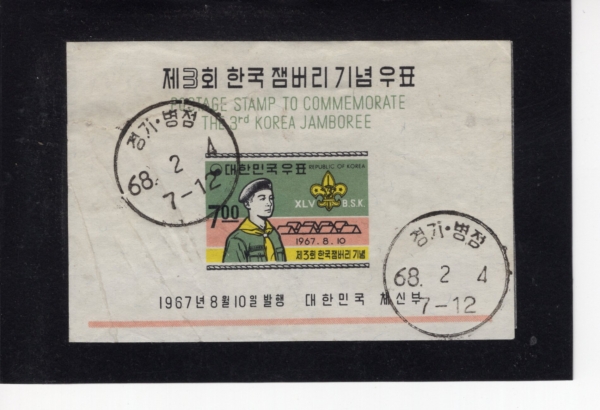 제3회 한국 잼버리 기념 우표
POSTAGE STAMP TO COMMEMORATE
THE 3rd KOREA JAMBOREE
경기·병점
68. 2 4
7-12
대한민국우표 REPUBLIC OF KOREA
XLV B.S.K.
7.00
1967.8.10
제3회 한국잼버리 기념
경기·병점
68. 2 4
7-12
1967년 8월 10일 발행 대한민국 체신부